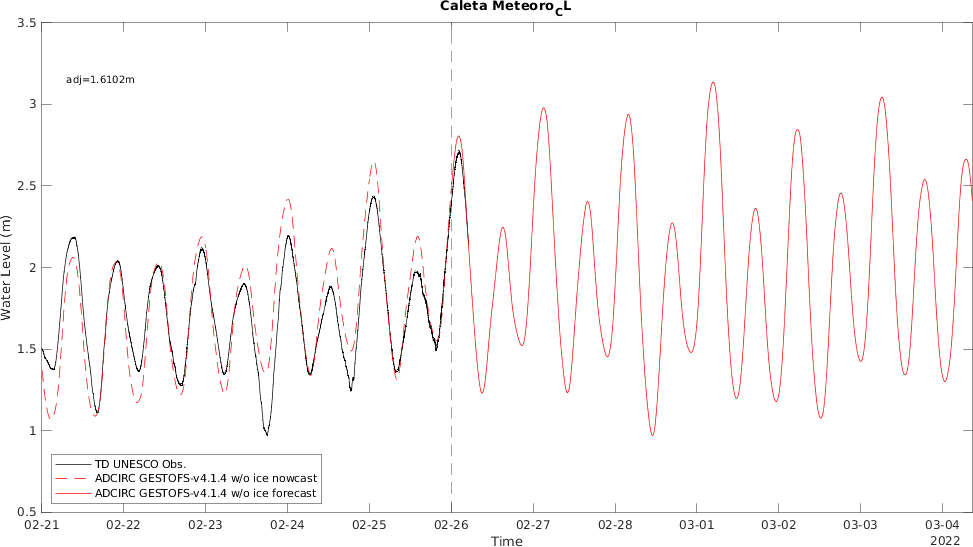 Caleta Meteoro_CL
adj=1.6102m
Water Level (m)
3.5
3
2.5
2
1.5
1
0.5
TD UNESCO Obs.
ADCIRC GESTOFS-v4.1.4 w/o ice nowcast
ADCIRC GESTOFS-v4.1.4 w/o ice forecast
02-21 02-22 02-23 02-24 02-25 02-26 02-27 02-28 03-01 03-02 03-03 03-04
Time
2022